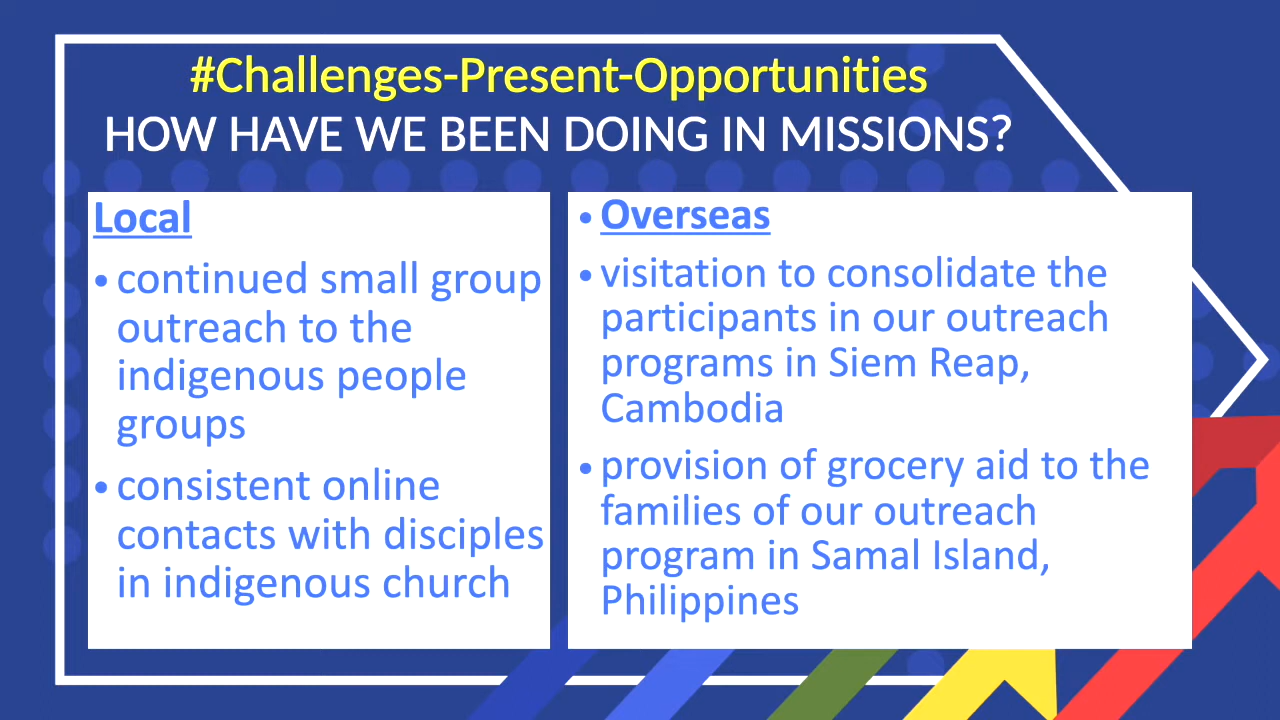 #Challenges-Present-Opportunities
HOW HAVE WE BEEN DOING IN MISSIONS?
Local
• continued small group
outreach to the
indigenous people
groups
• consistent online
contacts with disciples
in indigenous church
• Overseas
• visitation to consolidate the
participants in our outreach
programs in Siem Reap,
Cambodia
• provision of grocery aid to the
families of our outreach
program in Samal Island,
Philippines